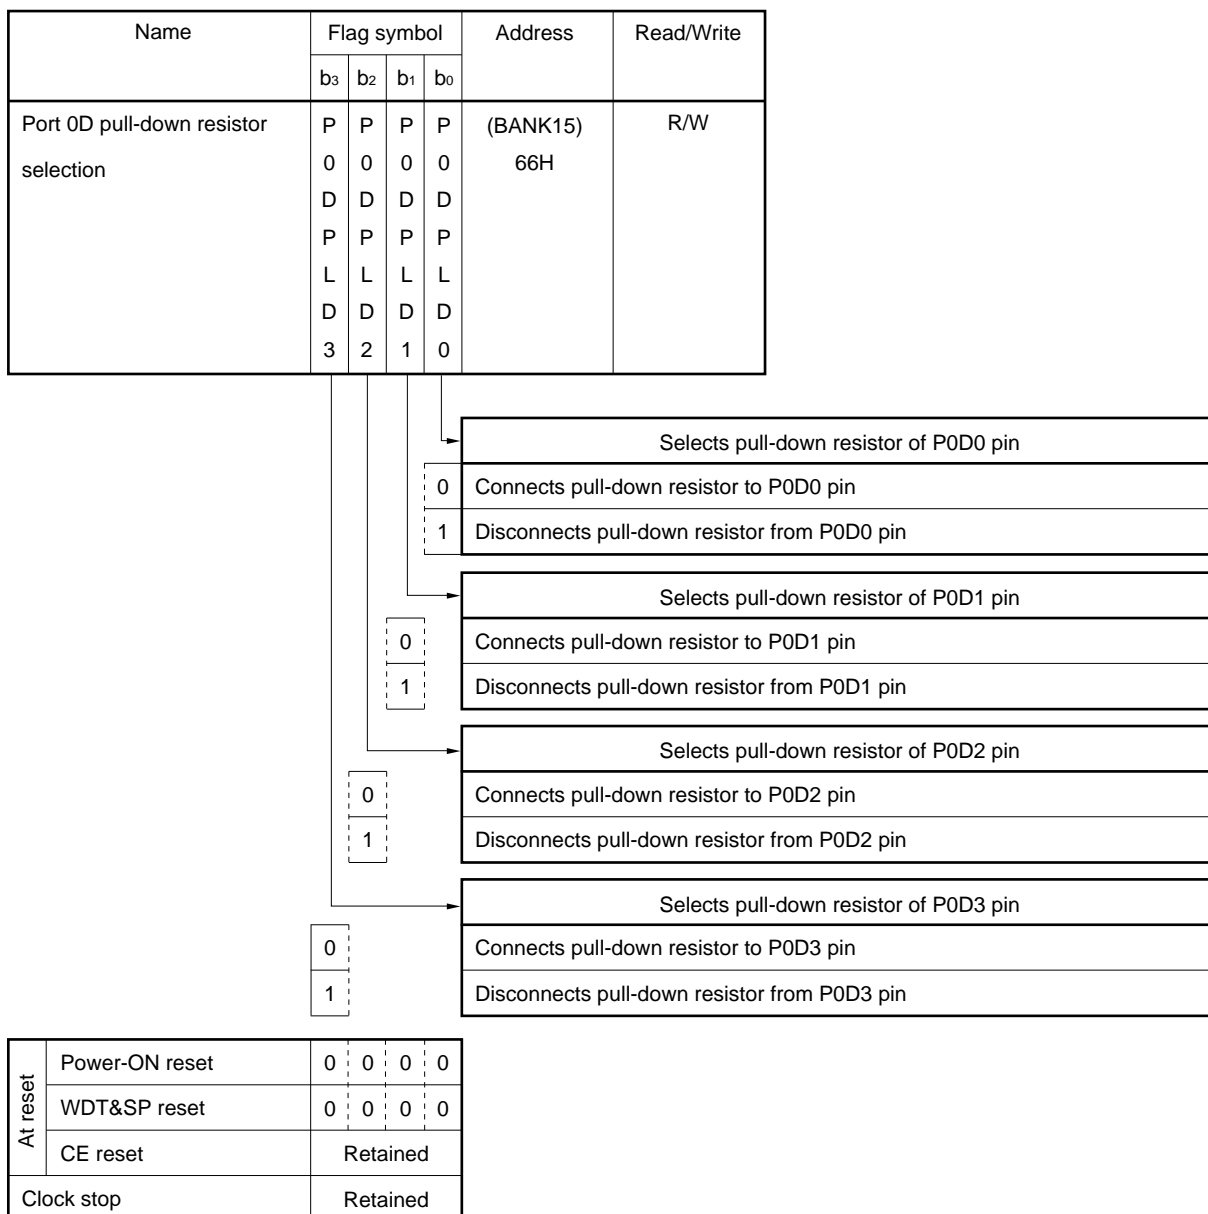 Name Flag symbol Address Read/Write
b3 b2 b1 b0
Port 0D pull-down resistor P P P P (BANK15) R/W
selection 0 0 0 0 66H
D D D D
P P P P
L L L L
D D D D
3 2 1 0
Selects pull-down resistor of P0D0 pin
0 Connects pull-down resistor to P0D0 pin
1 Disconnects pull-down resistor from P0D0 pin
Selects pull-down resistor of P0D1 pin
0 Connects pull-down resistor to P0D1 pin
1 Disconnects pull-down resistor from P0D1 pin
Selects pull-down resistor of P0D2 pin
0 Connects pull-down resistor to P0D2 pin
1 Disconnects pull-down resistor from P0D2 pin
Selects pull-down resistor of P0D3 pin
0 Connects pull-down resistor to P0D3 pin
1 Disconnects pull-down resistor from P0D3 pin
At reset
Power-ON reset 0 0 0 0
WDT&SP reset 0 0 0 0
CE reset Retained
Clock stop Retained